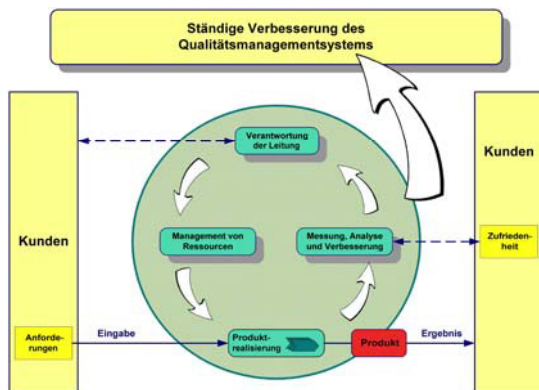 Ständige Verbesserung des
Qualitätsmanagementsystems
Kunden
Kunden
Verantwortung
der Leitung
Management von
Ressourcen
Messung, Analyse
und Verbesserung
Zufrieden-
heit
Anforde-
rungen
Eingabe
Produkt-
realisierung
Produkt
Ergebnis